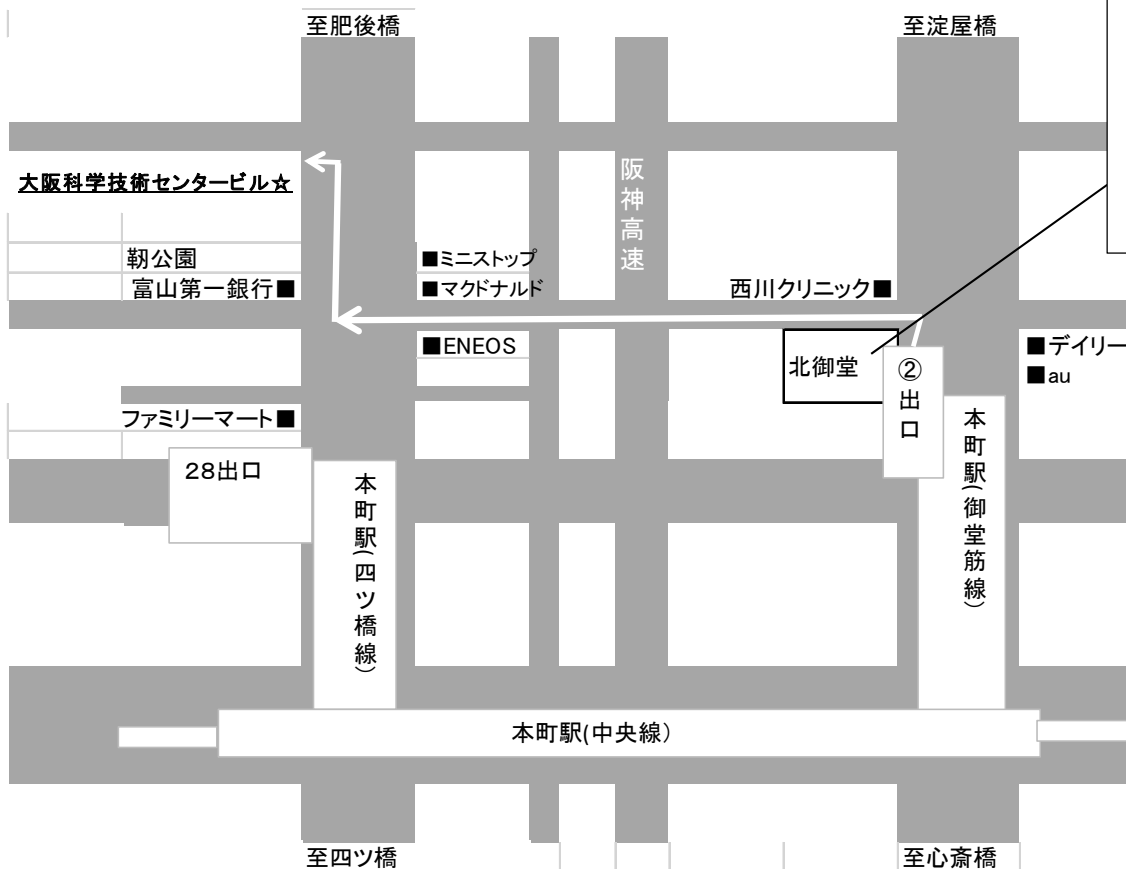 至肥後橋
至淀屋橋
阪神高速
大阪科学技術センタービル☆
靭公園
■ミニストップ
富山第一銀行■
■マクドナルド
西川クリニック■
■ENEOS
北御堂
②出口
■デイリー
■au
ファミリーマート■
28出口
本町駅(四ツ橋線)
本町駅(御堂筋線)
本町駅(中央線)
至四ツ橋
至心斎橋